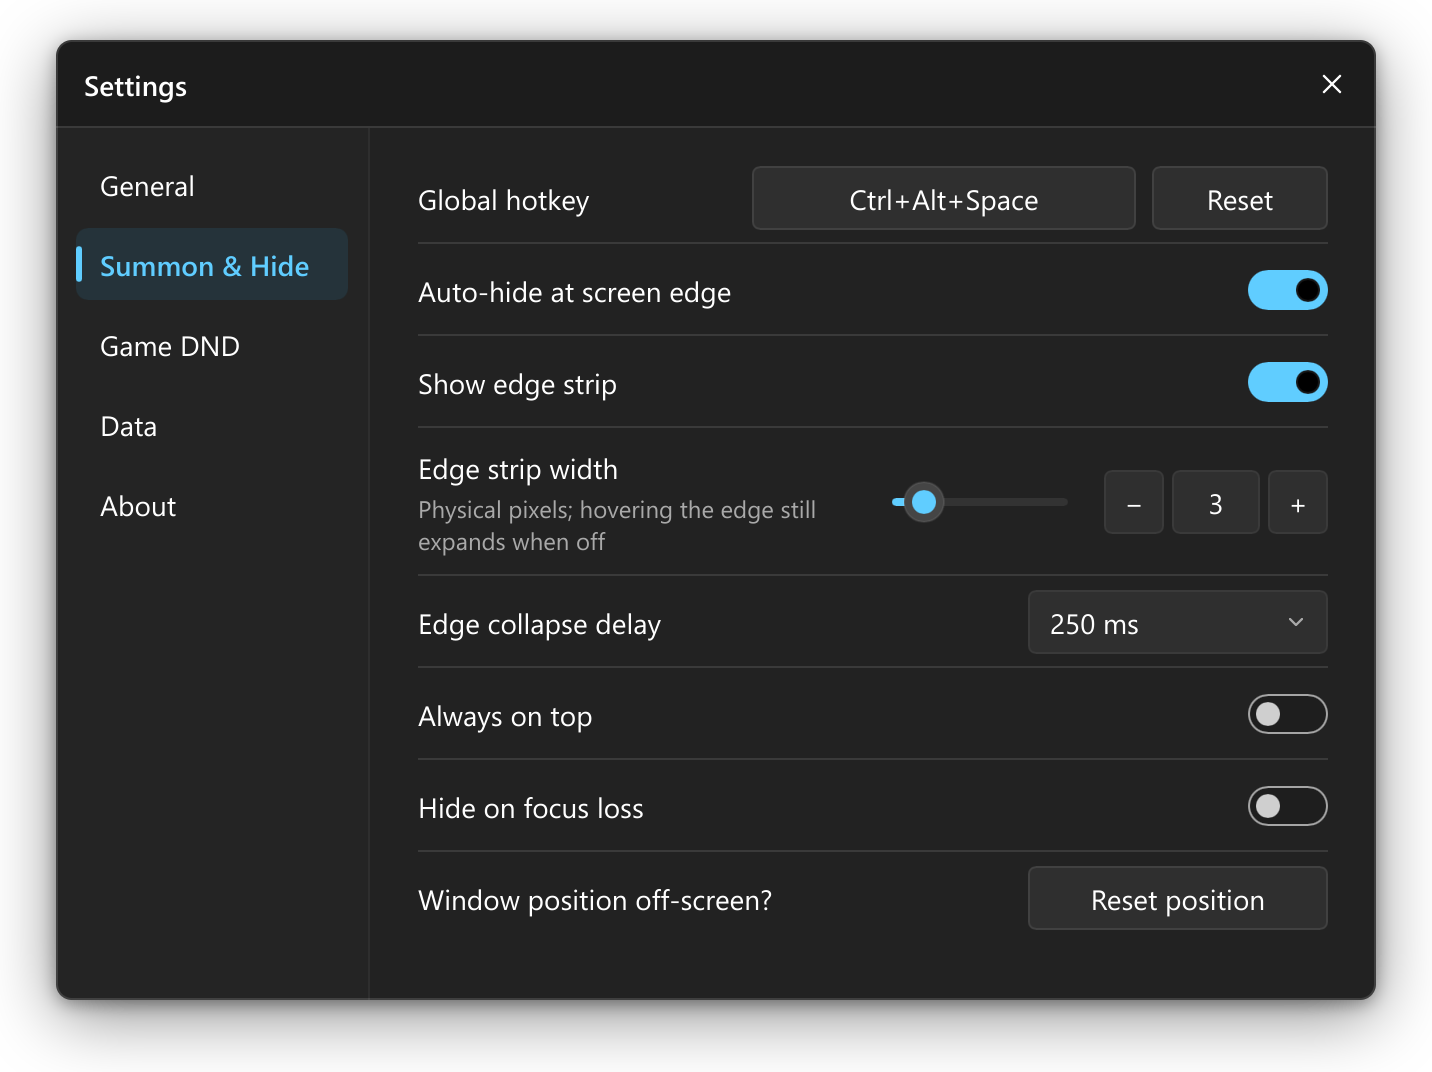 Settings
General
Summon & Hide
Game DND
Data
About
Global hotkey
Ctrl+Alt+Space
Reset
Auto-hide at screen edge
Show edge strip
Edge strip width
Physical pixels; hovering the edge still
expands when off
−
3
+
Edge collapse delay
250 ms
Always on top
Hide on focus loss
Window position off-screen?
Reset position